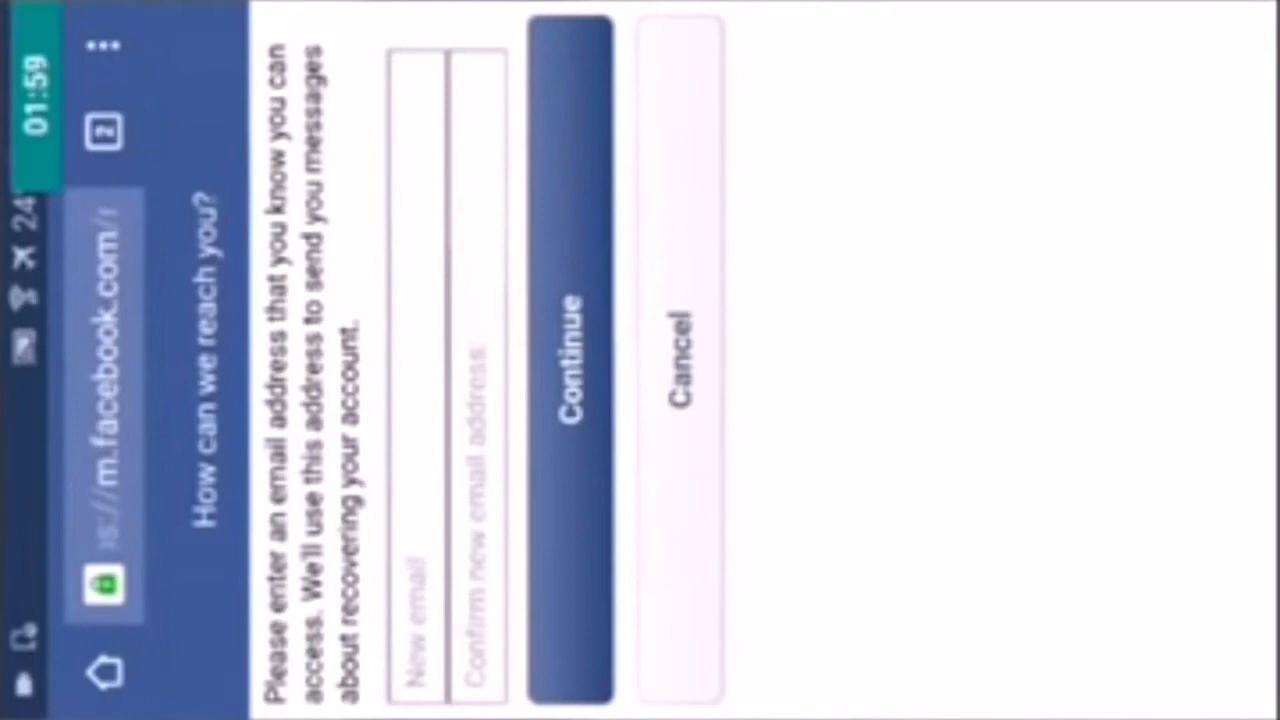 01:59
24
2
s://m.facebook.com/r
How can we reach you?
Please enter an email address that you know you can
access. We'll use this address to send you messages
about recovering your account.
New email
Confirm new email address
Continue
Cancel